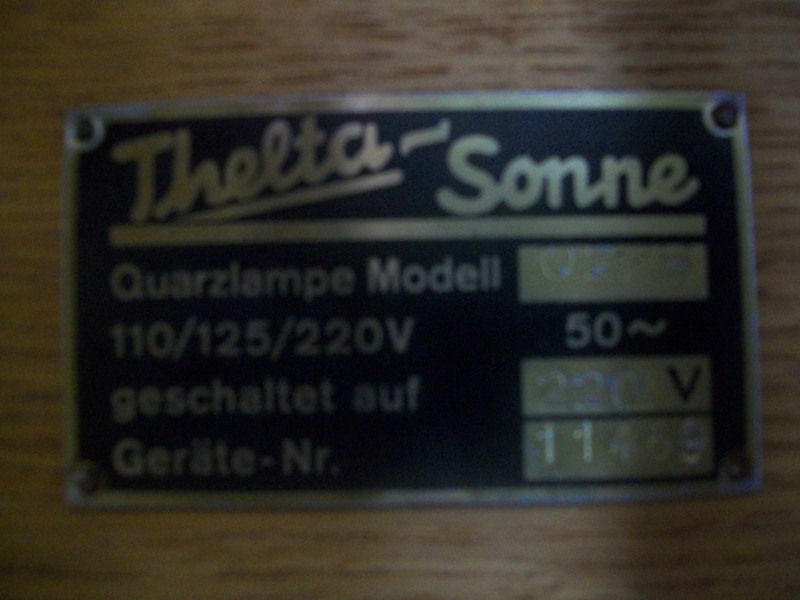 Thelta-Sonne
Quarzlampe Modell
110/125/220V 50~
geschaltet auf 220 V
Geräte-Nr.